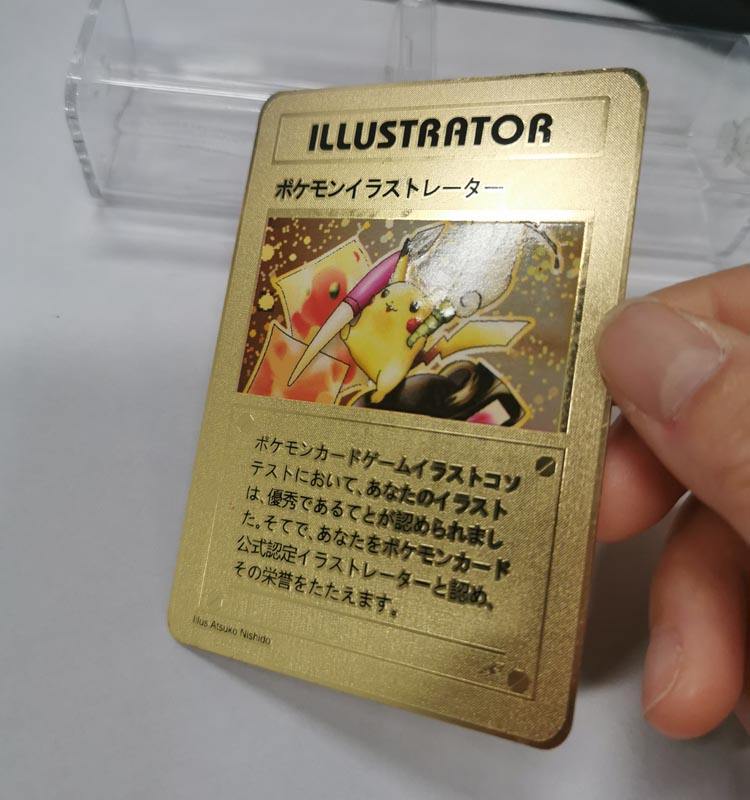 ILLUSTRATOR
ポケモンイラストレーター
ポケモンカードゲームイラストコソ
テストにおいて、あなたのイラスト
は、優秀であるてとが認められまし
た。そてで、あなたをポケモンカード
公式認定イラストレーターと認め、
その栄誉をたたえます。
Illus.Atsuko Nishido